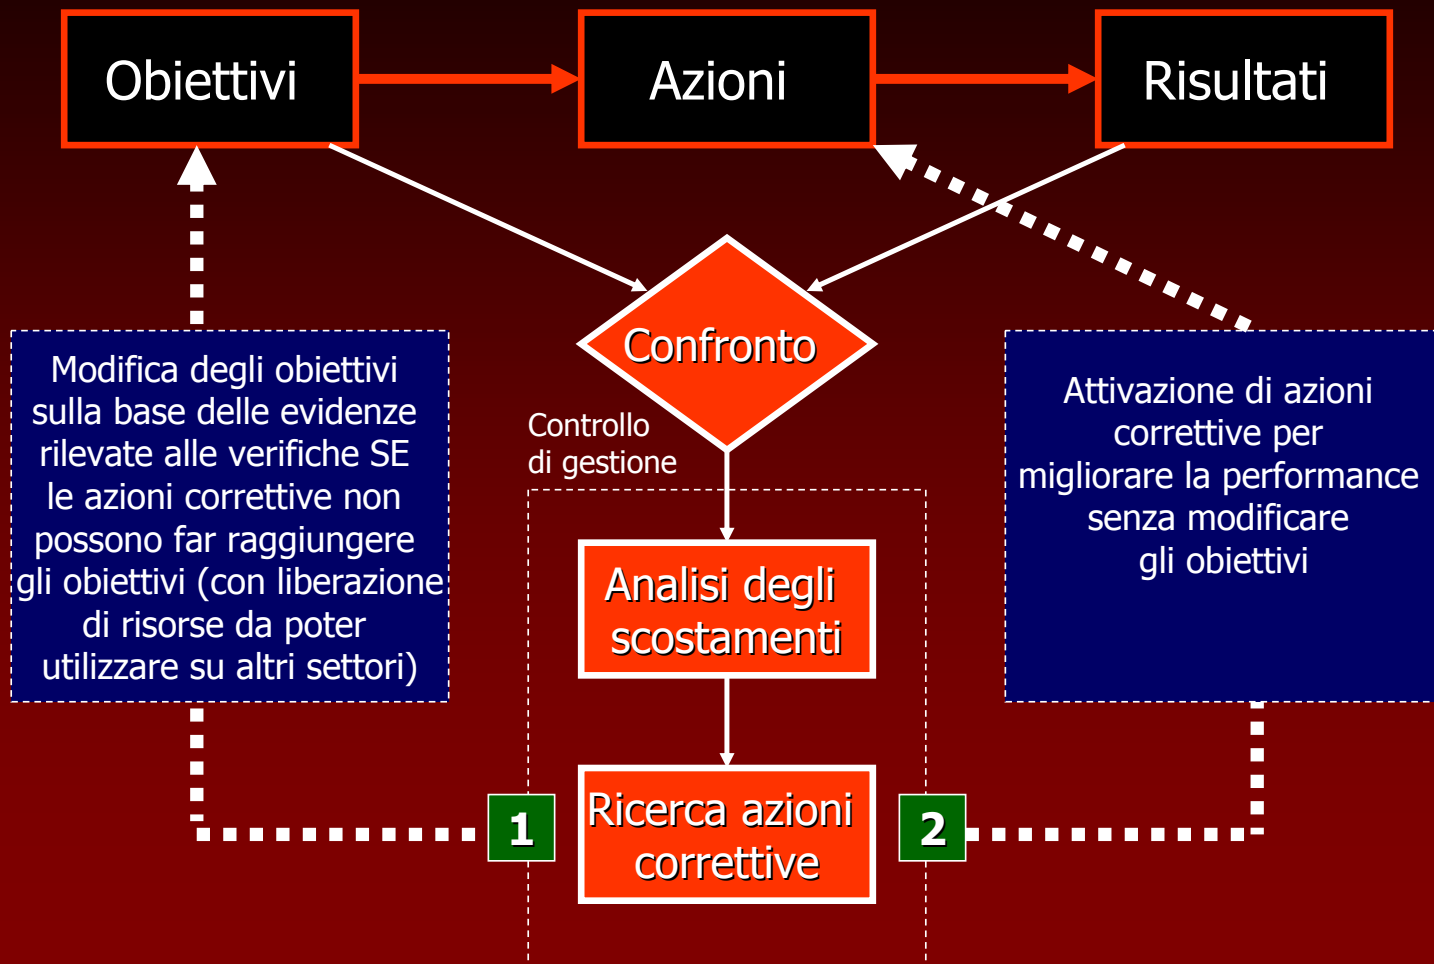 Obiettivi
Azioni
Risultati
Confronto
Modifica degli obiettivi
sulla base delle evidenze
rilevate alle verifiche SE
le azioni correttive non
possono far raggiungere
gli obiettivi (con liberazione
di risorse da poter
utilizzare su altri settori)
Controllo
di gestione
Attivazione di azioni
correttive per
migliorare la performance
senza modificare
gli obiettivi
Analisi degli
scostamenti
1
Ricerca azioni
correttive
2